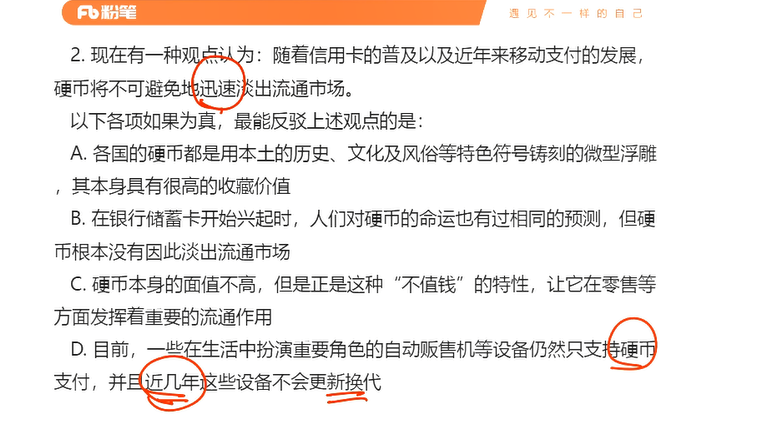 粉笔
遇见不一样的自己
2. 现在有一种观点认为：随着信用卡的普及以及近年来移动支付的发展，
硬币将不可避免地迅速淡出流通市场。
以下各项如果为真，最能反驳上述观点的是：
A. 各国的硬币都是用本土的历史、文化及风俗等特色符号铸刻的微型浮雕
，其本身具有很高的收藏价值
B. 在银行储蓄卡开始兴起时，人们对硬币的命运也有过相同的预测，但硬
币根本没有因此淡出流通市场
C. 硬币本身的面值不高，但是正是这种“不值钱”的特性，让它在零售等
方面发挥着重要的流通作用
D. 目前，一些在生活中扮演重要角色的自动贩售机等设备仍然只支持硬币
支付，并且近几年这些设备不会更新换代